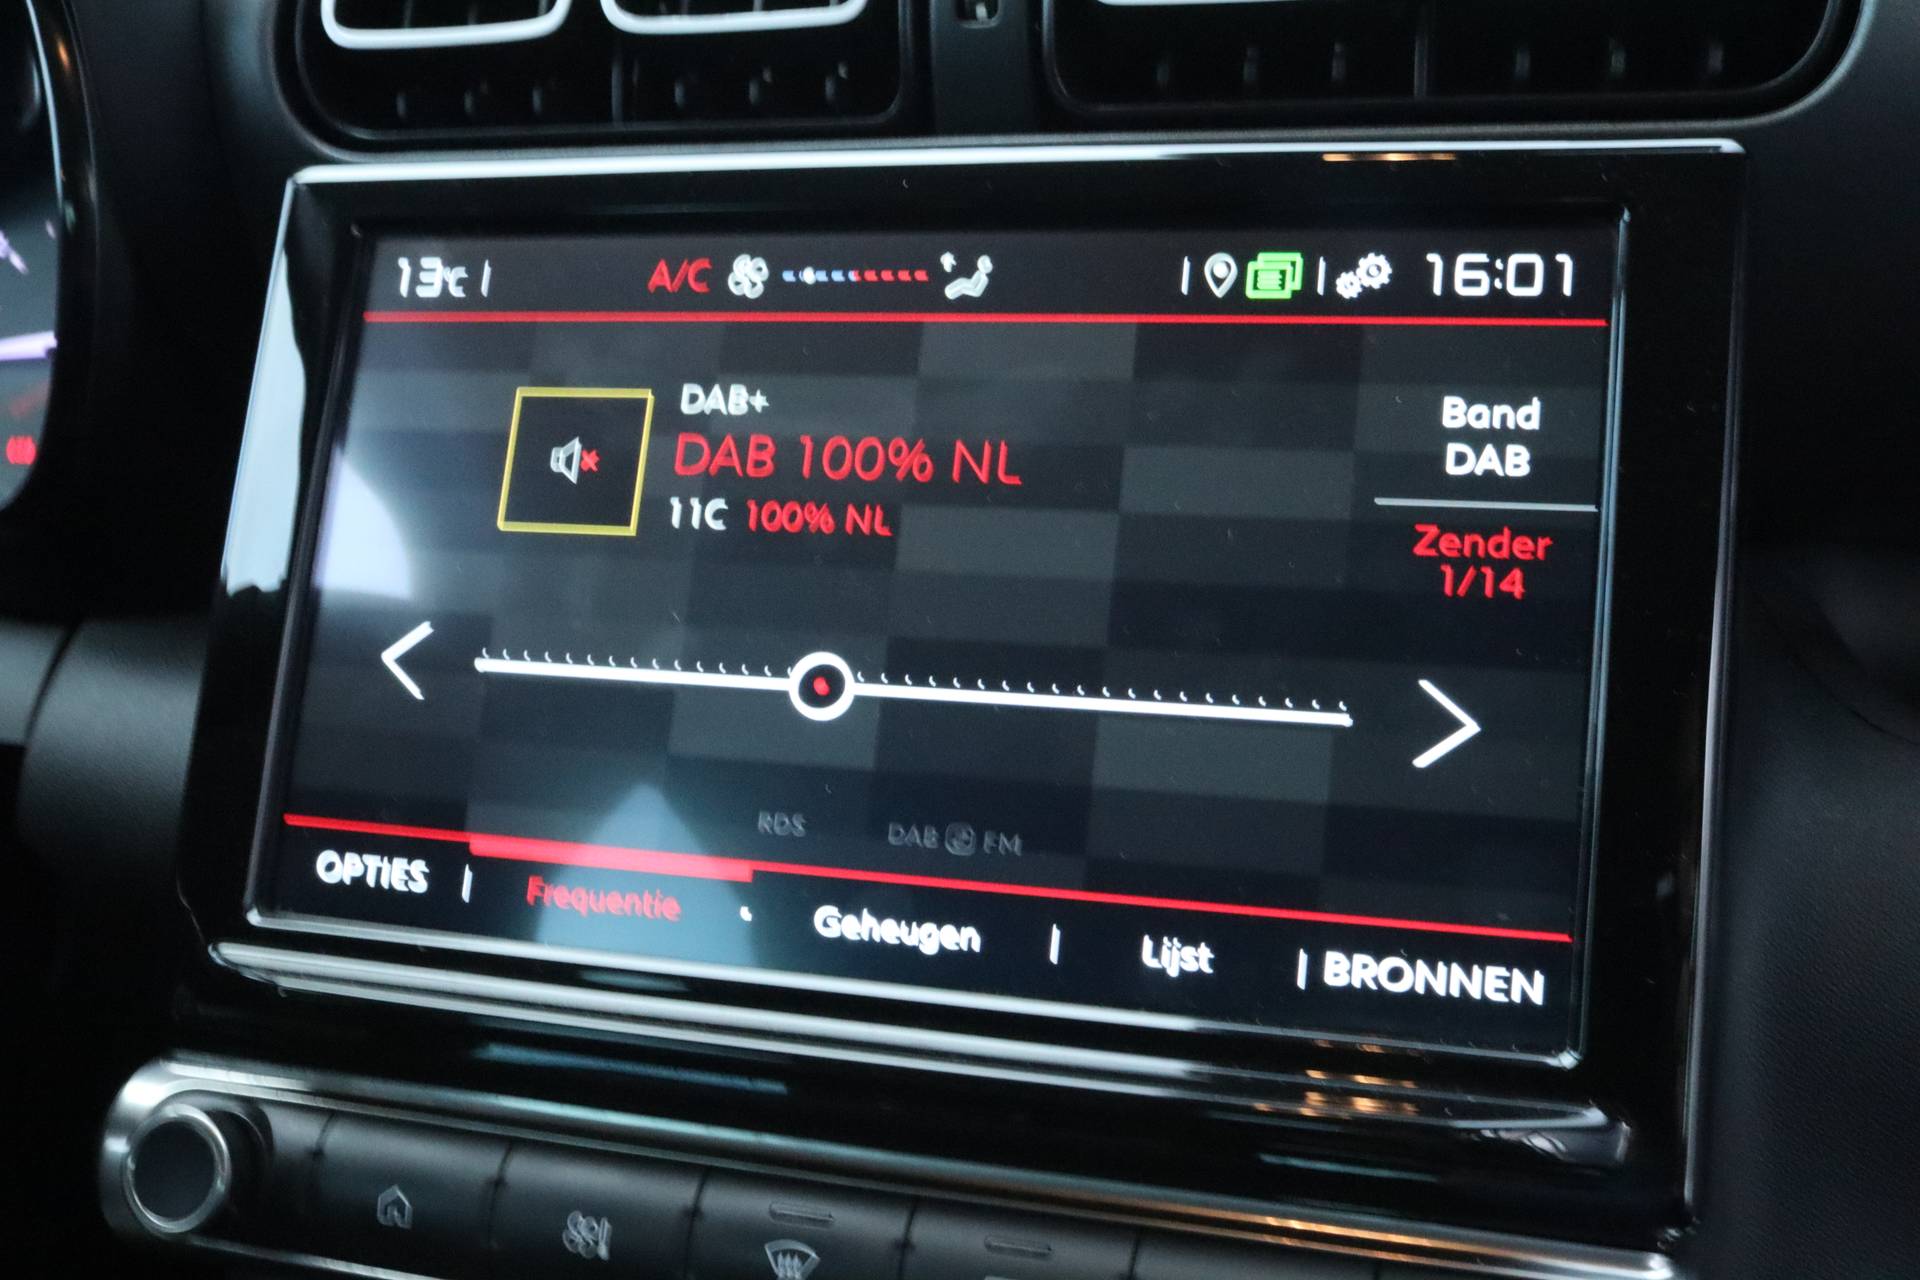 13°C | A/C 16:01
DAB+
DAB 100% NL
11C 100% NL
Band
DAB
Zender
1/14
RDS DAB FM
OPTIES | Frequentie Geheugen | Lijst | BRONNEN